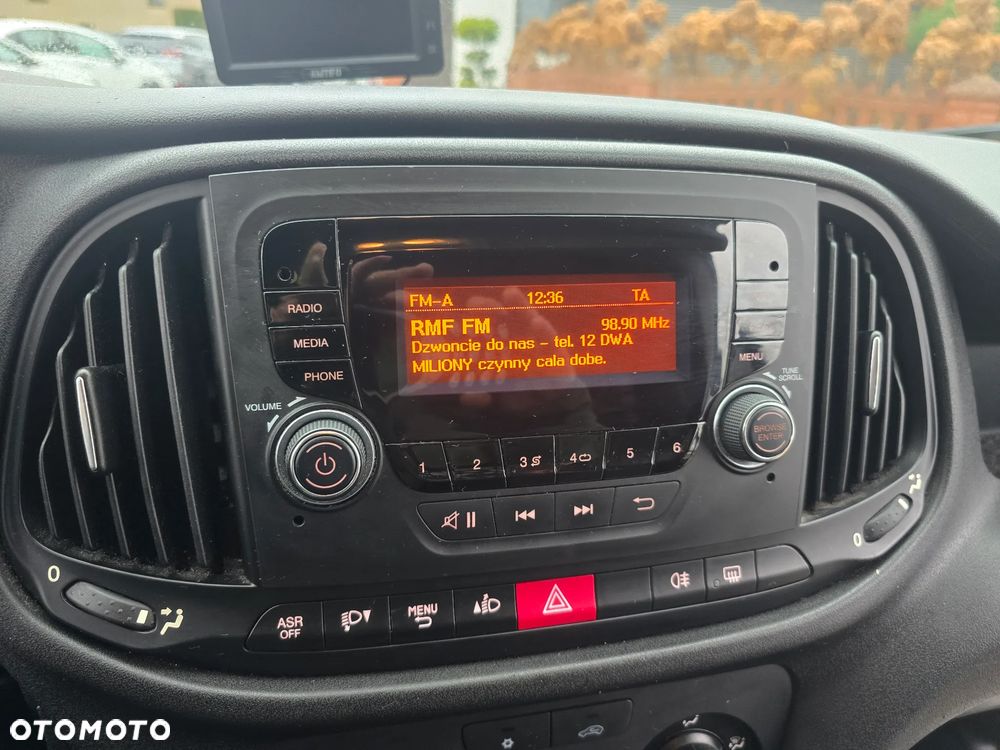 FM-A 12:36 TA
RMF FM 98.90 MHz
Dzwoncie do nas - tel. 12 DWA
MILIONY czynny cala dobe.
RADIO
MEDIA
PHONE
MENU
VOLUME
TUNE
SCROLL
BROWSE
ENTER
1 2 3 4 5 6
0
0
ASR
OFF
MENU
OTOMOTO